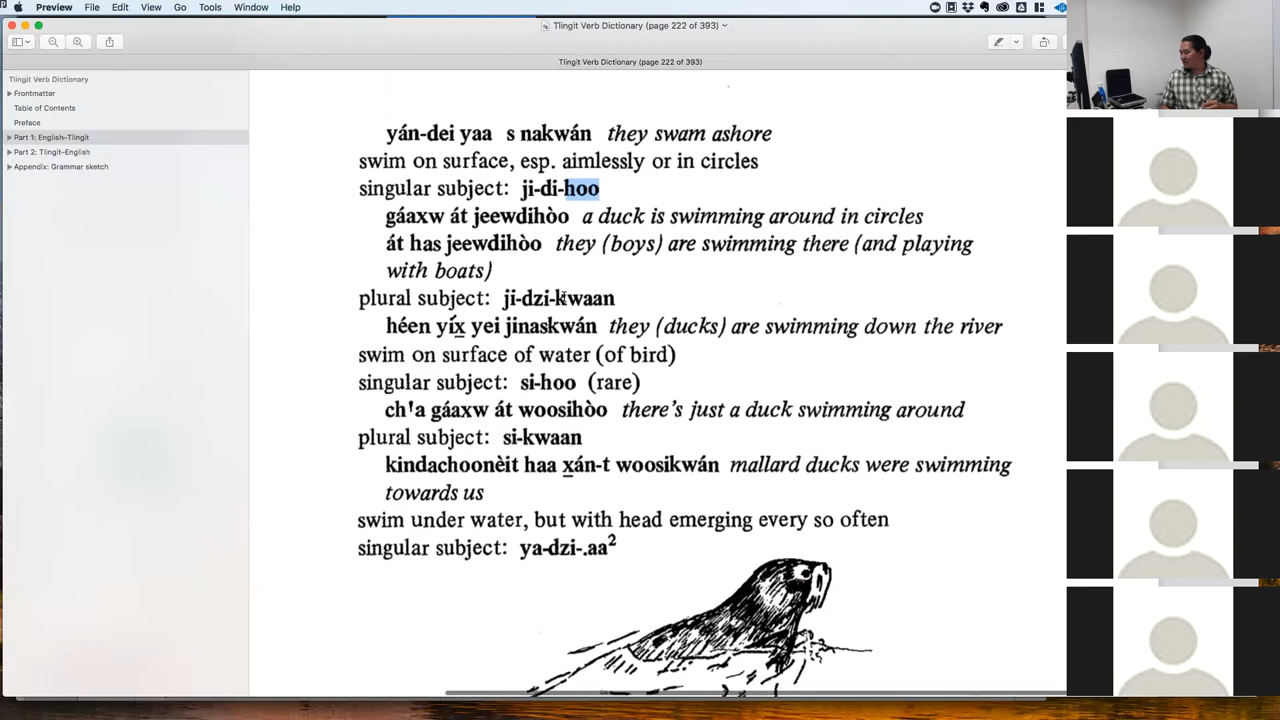 Preview File Edit View Go Tools Window Help
Tlingit Verb Dictionary (page 222 of 393)
Tlingit Verb Dictionary (page 222 of 393)
Tlingit Verb Dictionary
Frontmatter
Table of Contents
Preface
Part 1: English–Tlingit
Part 2: Tlingit–English
Appendix: Grammar sketch
yán-dei yaa s nakwán they swam ashore
swim on surface, esp. aimlessly or in circles
singular subject: ji-di-hoo
gáaxw át jeewdihòo a duck is swimming around in circles
át has jeewdihòo they (boys) are swimming there (and playing
with boats)
plural subject: ji-dzi-kwaan
héen yíx̲ yei jinaskwán they (ducks) are swimming down the river
swim on surface of water (of bird)
singular subject: si-hoo (rare)
ch'a gáaxw át woosihòo there's just a duck swimming around
plural subject: si-kwaan
kindachoonèit haa x̲án-t woosikwán mallard ducks were swimming
towards us
swim under water, but with head emerging every so often
singular subject: ya-dzi-.aa²